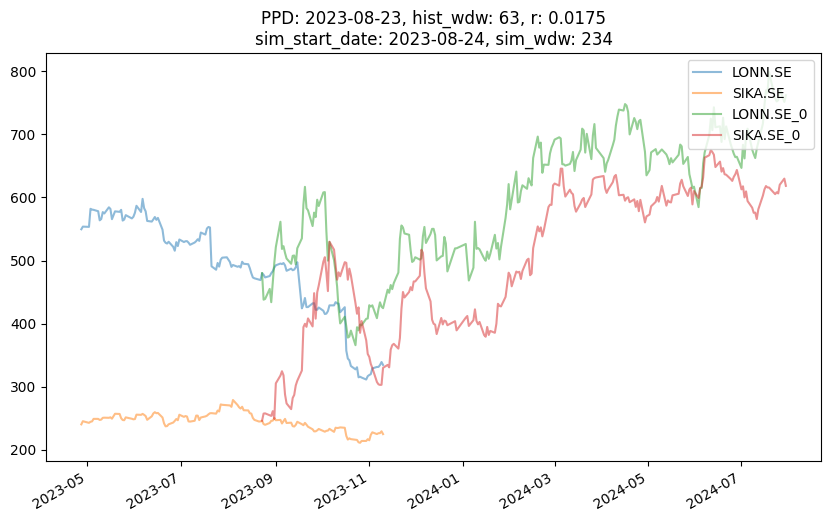 PPD: 2023-08-23, hist_wdw: 63, r: 0.0175
sim_start_date: 2023-08-24, sim_wdw: 234
LONN.SE
SIKA.SE
LONN.SE_0
SIKA.SE_0
800
700
600
500
400
300
200
2023-05
2023-07
2023-09
2023-11
2024-01
2024-03
2024-05
2024-07